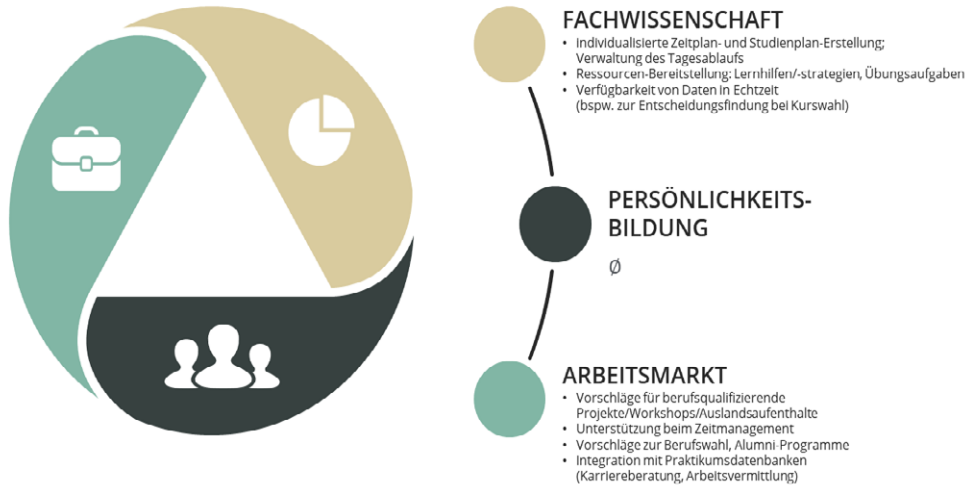 FACHWISSENSCHAFT
• Individualisierte Zeitplan- und Studienplan-Erstellung;
Verwaltung des Tagesablaufs
• Ressourcen-Bereitstellung: Lernhilfen/-strategien, Übungsaufgaben
• Verfügbarkeit von Daten in Echtzeit
(bspw. zur Entscheidungsfindung bei Kurswahl)
PERSÖNLICHKEITS-
BILDUNG
Ø
ARBEITSMARKT
• Vorschläge für berufsqualifizierende
Projekte/Workshops/Auslandsaufenthalte
• Unterstützung beim Zeitmanagement
• Vorschläge zur Berufswahl, Alumni-Programme
• Integration mit Praktikumsdatenbanken
(Karriereberatung, Arbeitsvermittlung)